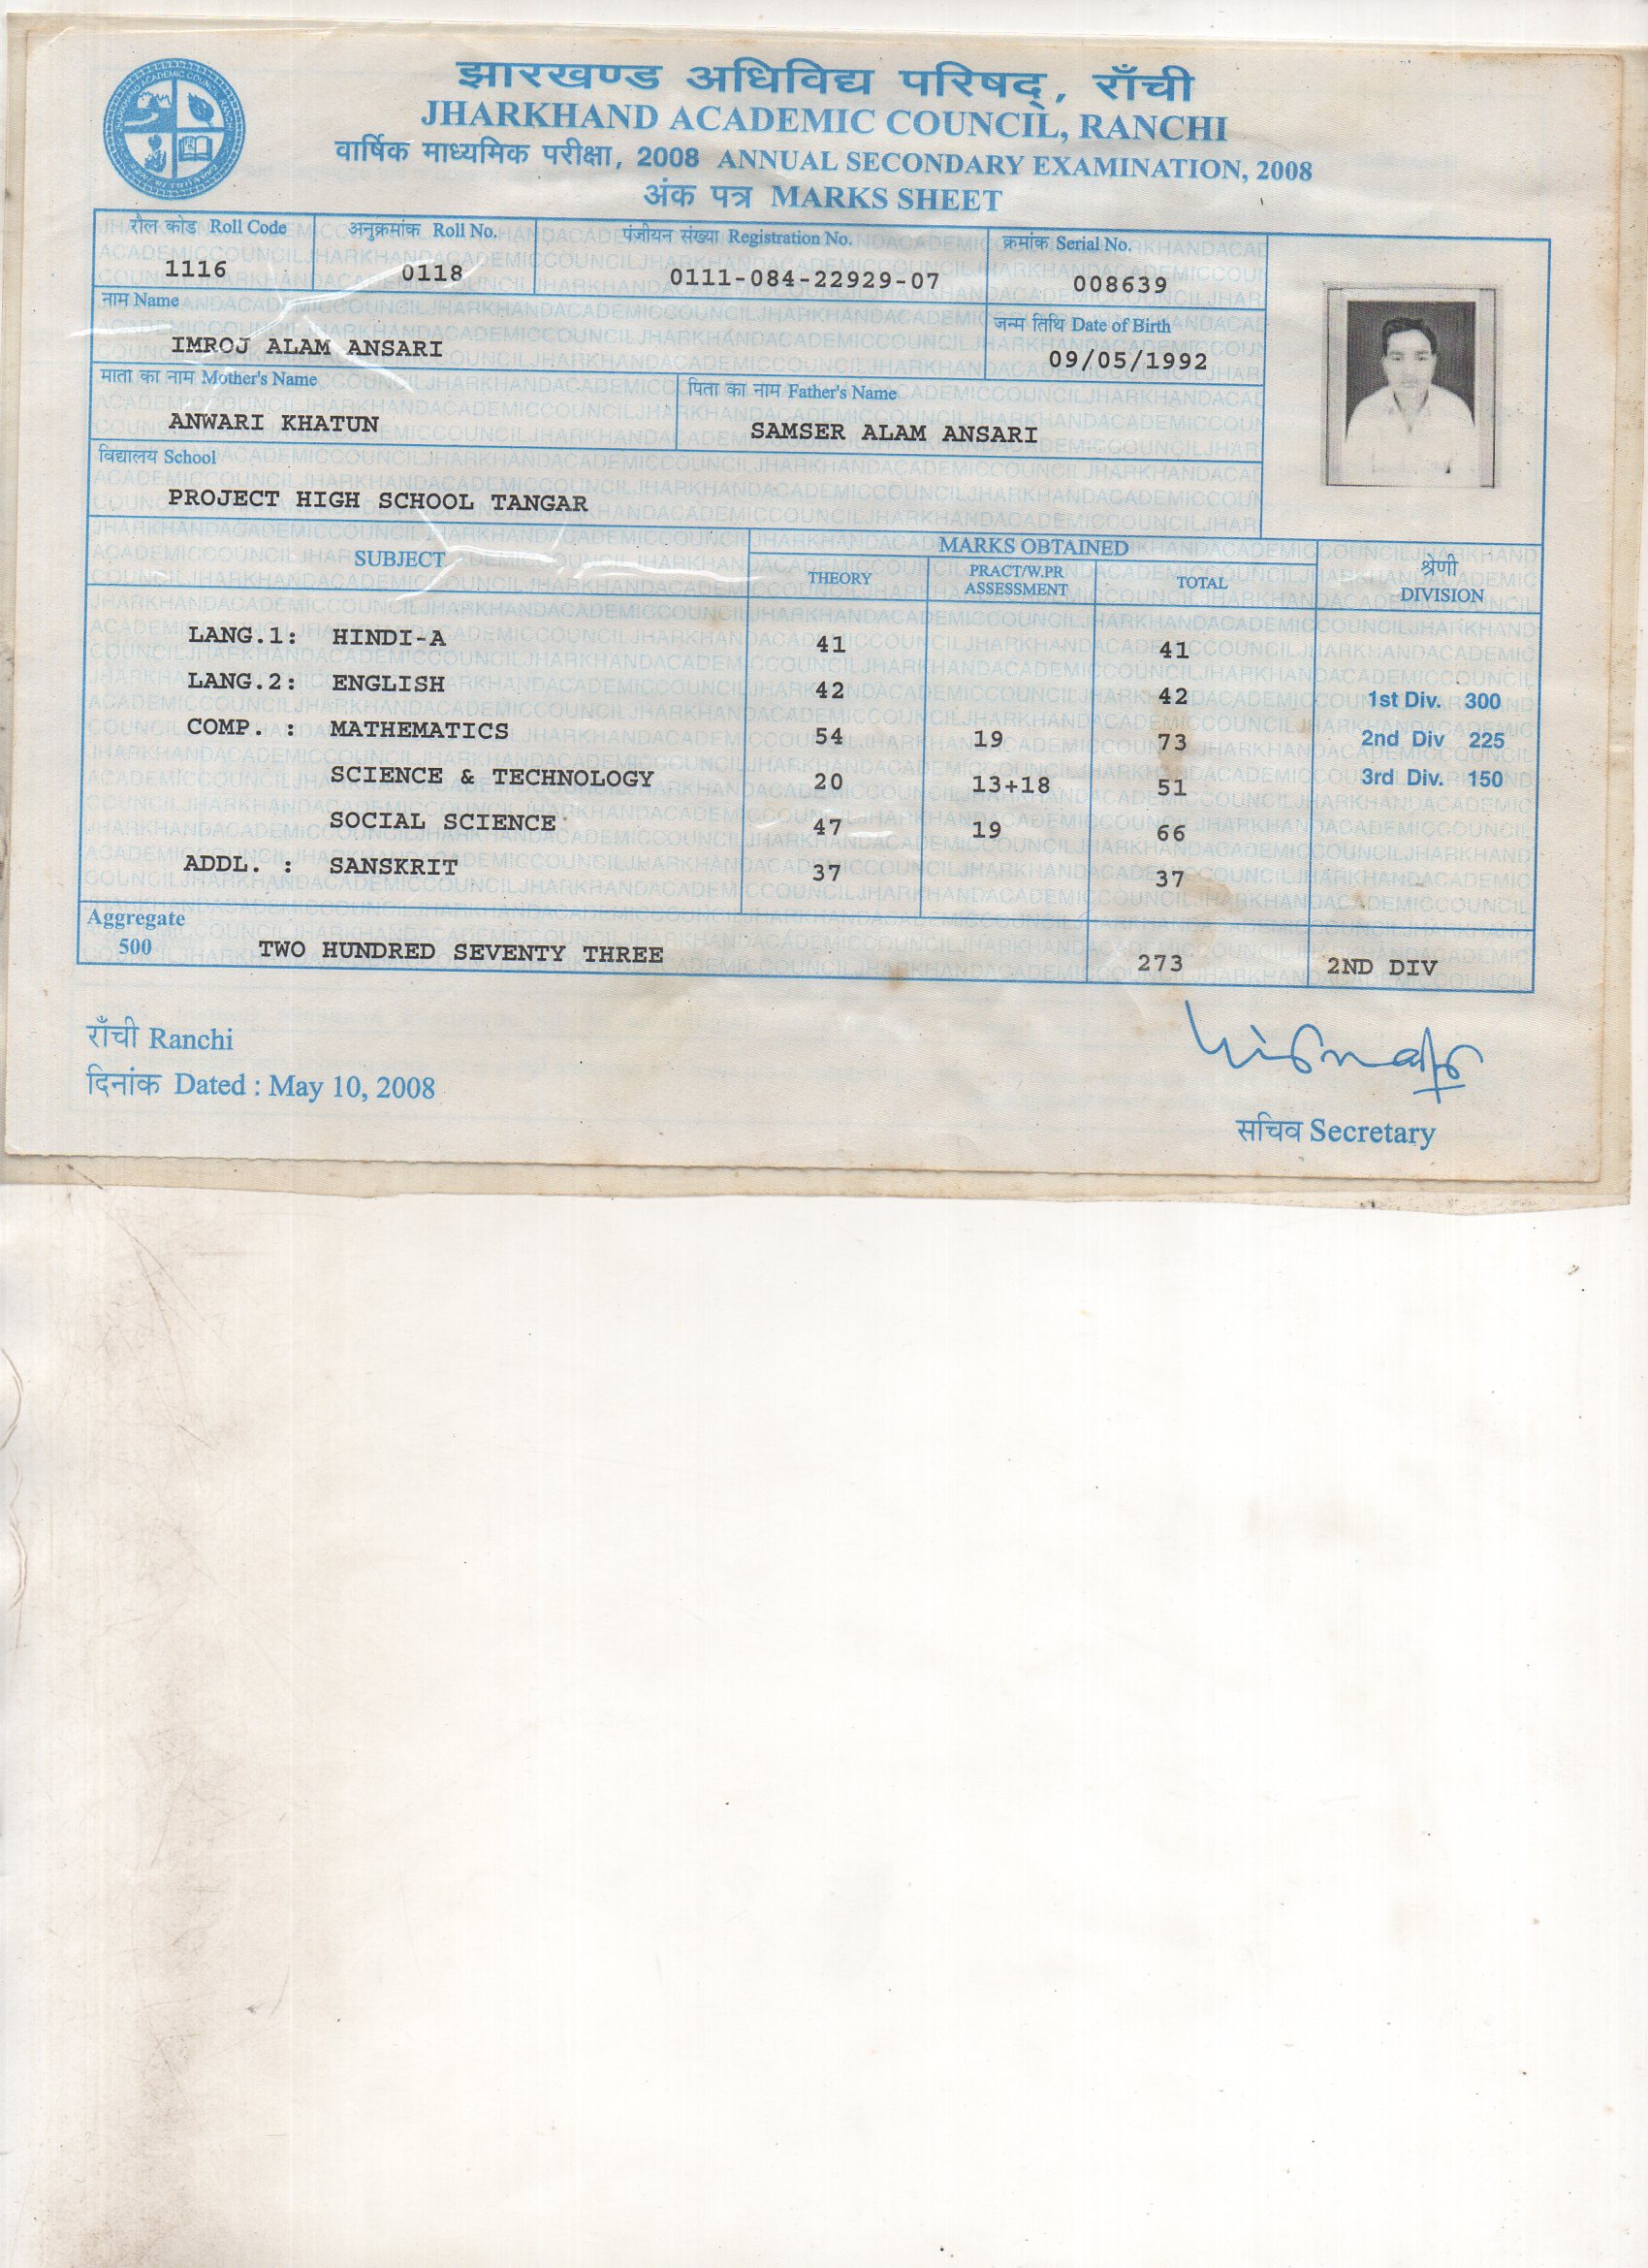 झारखण्ड अधिविद्य परिषद्, राँची
JHARKHAND ACADEMIC COUNCIL, RANCHI
वार्षिक माध्यमिक परीक्षा, 2008 ANNUAL SECONDARY EXAMINATION, 2008
अंक पत्र MARKS SHEET
रौल कोड Roll Code अनुक्रमांक Roll No. पंजीयन संख्या Registration No. क्रमांक Serial No.
1116 0118 0111-084-22929-07 008639
नाम Name जन्म तिथि Date of Birth
IMROJ ALAM ANSARI 09/05/1992
माता का नाम Mother's Name पिता का नाम Father's Name
ANWARI KHATUN SAMSER ALAM ANSARI
विद्यालय School
PROJECT HIGH SCHOOL TANGAR
SUBJECT MARKS OBTAINED श्रेणी
THEORY PRACT/W.PR ASSESSMENT TOTAL DIVISION
LANG.1: HINDI-A 41 41
LANG.2: ENGLISH 42 42 1st Div. 300
COMP. : MATHEMATICS 54 19 73 2nd Div 225
SCIENCE & TECHNOLOGY 20 13+18 51 3rd Div. 150
SOCIAL SCIENCE 47 19 66
ADDL. : SANSKRIT 37 37
Aggregate
500 TWO HUNDRED SEVENTY THREE 273 2ND DIV
राँची Ranchi
दिनांक Dated : May 10, 2008
सचिव Secretary